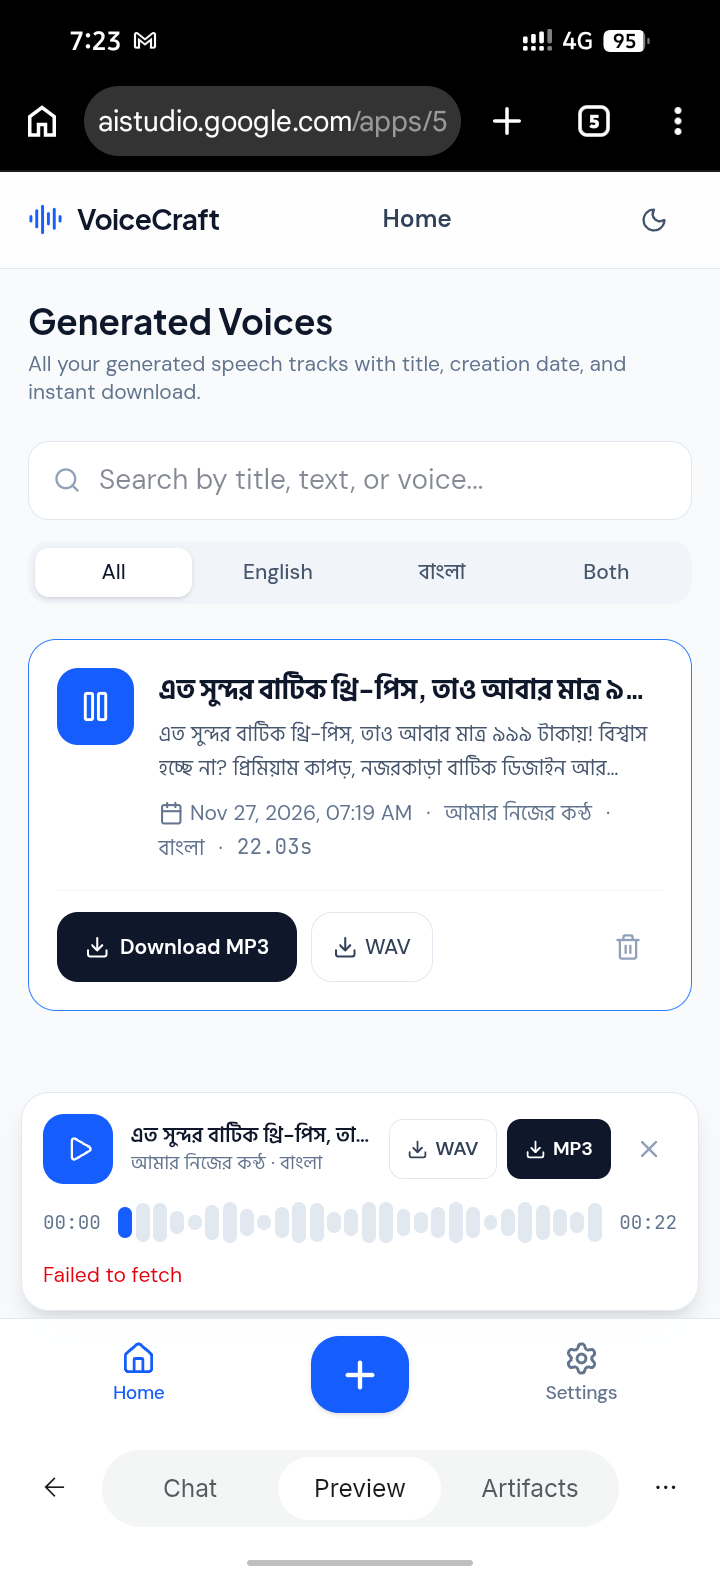 7:23
4G 95
aistudio.google.com/apps/5
5
VoiceCraft
Home
Generated Voices
All your generated speech tracks with title, creation date, and
instant download.
Search by title, text, or voice...
All English বাংলা Both
এত সুন্দর বাটিক থ্রি-পিস, তাও আবার মাত্র ৯...
এত সুন্দর বাটিক থ্রি-পিস, তাও আবার মাত্র ৯৯৯ টাকায়! বিশ্বাস
হচ্ছে না? প্রিমিয়াম কাপড়, নজরকাড়া বাটিক ডিজাইন আর...
Nov 27, 2026, 07:19 AM · আমার নিজের কণ্ঠ ·
বাংলা · 22.03s
Download MP3
WAV
এত সুন্দর বাটিক থ্রি-পিস, তা...
আমার নিজের কণ্ঠ · বাংলা
WAV
MP3
00:00
00:22
Failed to fetch
Home
Settings
Chat
Preview
Artifacts